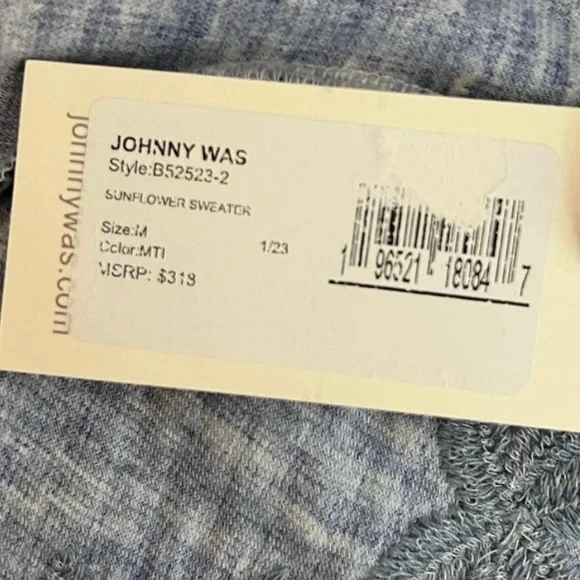 johnnywas.com
JOHNNY WAS
Style:B52523-2
SUNFLOWER SWEATER
Size:M
Color:MTI 1/23
MSRP: $318
1 96521 18084 7